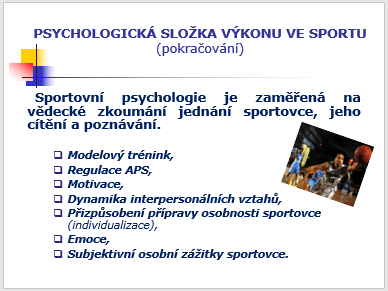 PSYCHOLOGICKÁ SLOŽKA VÝKONU VE SPORTU
(pokračování)
Sportovní psychologie je zaměřená na
vědecké zkoumání jednání sportovce, jeho
cítění a poznávání.
Modelový trénink,
Regulace APS,
Motivace,
Dynamika interpersonálních vztahů,
Přizpůsobení přípravy osobnosti sportovce
(individualizace),
Emoce,
Subjektivní osobní zážitky sportovce.